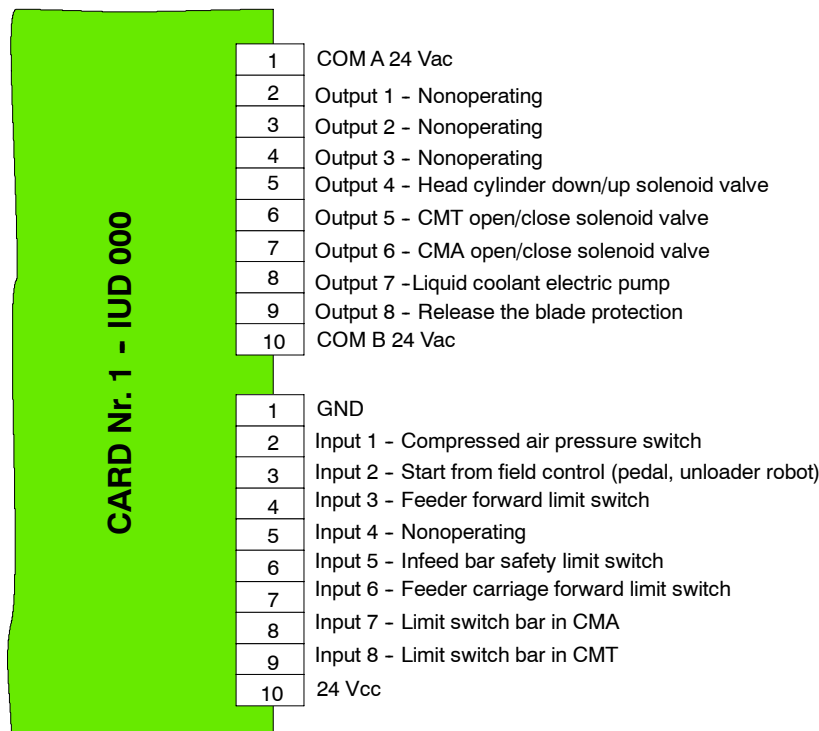 CARD Nr. 1 - IUD 000
1 COM A 24 Vac
2 Output 1 - Nonoperating
3 Output 2 - Nonoperating
4 Output 3 - Nonoperating
5 Output 4 - Head cylinder down/up solenoid valve
6 Output 5 - CMT open/close solenoid valve
7 Output 6 - CMA open/close solenoid valve
8 Output 7 -Liquid coolant electric pump
9 Output 8 - Release the blade protection
10 COM B 24 Vac
1 GND
2 Input 1 - Compressed air pressure switch
3 Input 2 - Start from field control (pedal, unloader robot)
4 Input 3 - Feeder forward limit switch
5 Input 4 - Nonoperating
6 Input 5 - Infeed bar safety limit switch
7 Input 6 - Feeder carriage forward limit switch
8 Input 7 - Limit switch bar in CMA
9 Input 8 - Limit switch bar in CMT
10 24 Vcc